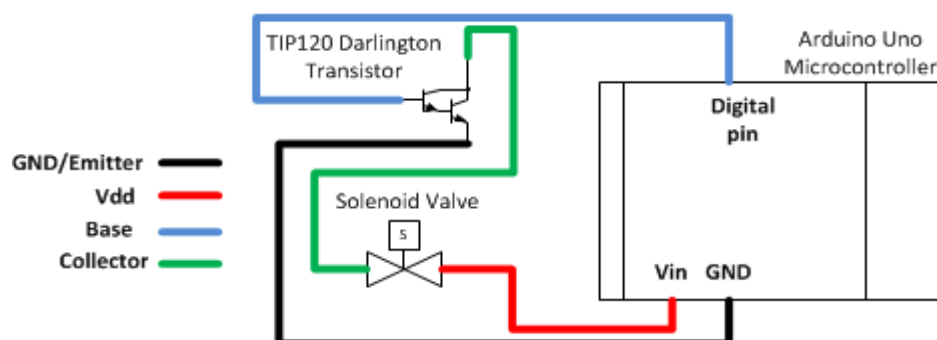 TIP120 Darlington
Transistor
Arduino Uno
Microcontroller
Digital
pin
GND/Emitter
Vdd
Base
Collector
Solenoid Valve
S
Vin GND